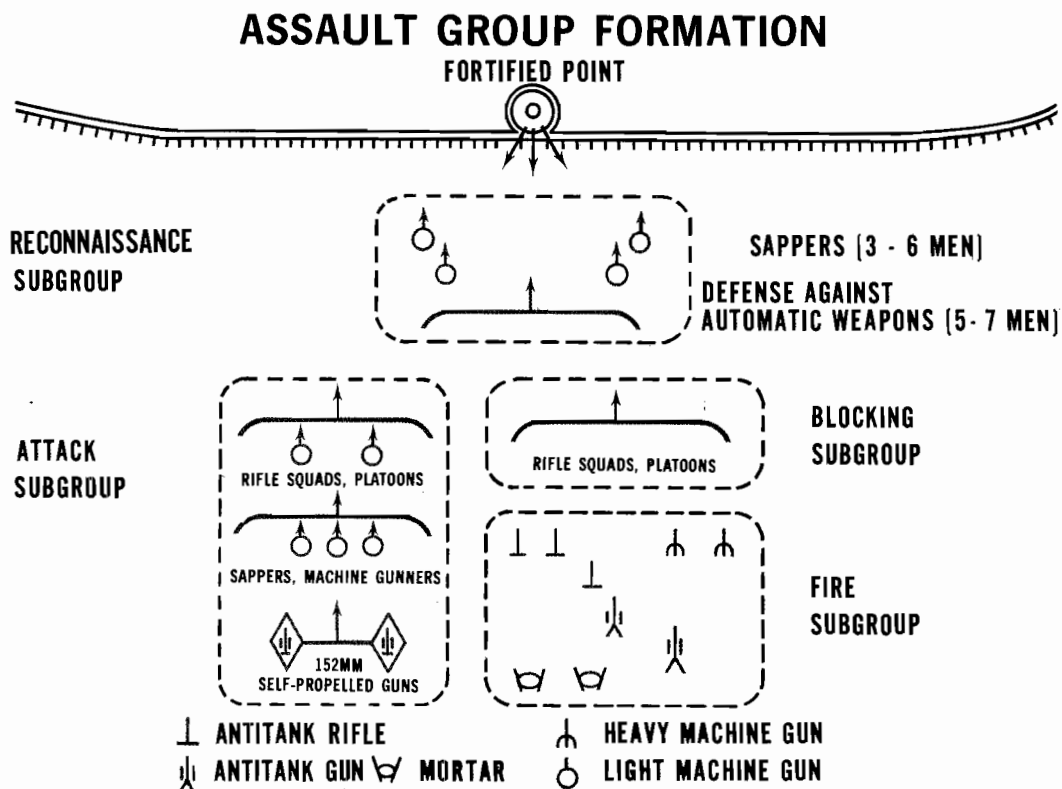 ASSAULT GROUP FORMATION
FORTIFIED POINT
RECONNAISSANCE
SUBGROUP
SAPPERS (3 - 6 MEN)
DEFENSE AGAINST
AUTOMATIC WEAPONS (5 - 7 MEN)
ATTACK
SUBGROUP
RIFLE SQUADS, PLATOONS
SAPPERS, MACHINE GUNNERS
152MM
SELF-PROPELLED GUNS
RIFLE SQUADS, PLATOONS
BLOCKING
SUBGROUP
FIRE
SUBGROUP
ANTITANK RIFLE
HEAVY MACHINE GUN
ANTITANK GUN
MORTAR
LIGHT MACHINE GUN